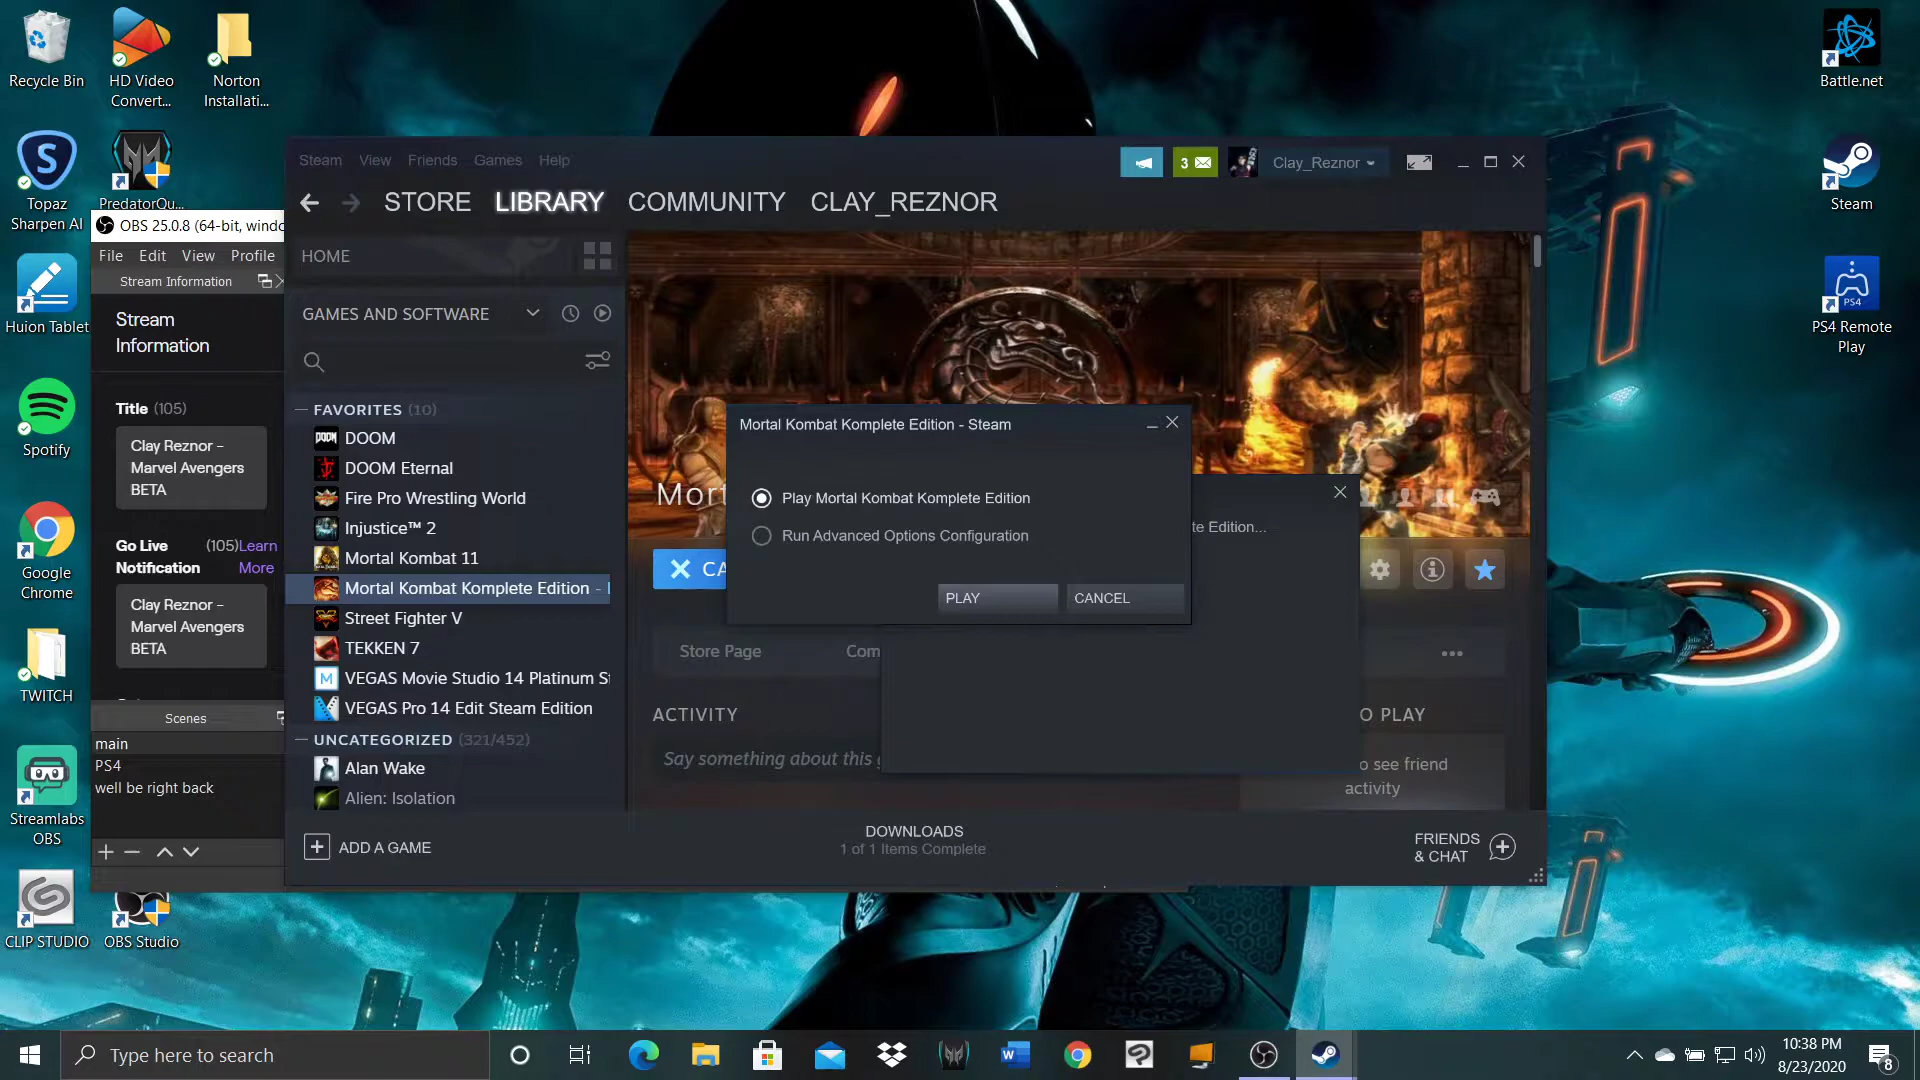 Recycle Bin
HD Video
Convert...
Norton
Installati...
Topaz
Sharpen AI
PredatorQu...
Huion Tablet
Spotify
Google
Chrome
TWITCH
Streamlabs
OBS
CLIP STUDIO
OBS Studio
OBS 25.0.8 (64-bit, windo
File Edit View Profile
Stream Information
Stream
Information
Title (105)
Clay Reznor -
Marvel Avengers
BETA
Go Live (105)Learn
Notification More
Clay Reznor -
Marvel Avengers
BETA
Scenes
main
PS4
well be right back
Steam View Friends Games Help
3
Clay_Reznor
STORE LIBRARY COMMUNITY CLAY_REZNOR
HOME
GAMES AND SOFTWARE
FAVORITES (10)
DOOM
DOOM Eternal
Fire Pro Wrestling World
Injustice™ 2
Mortal Kombat 11
Mortal Kombat Komplete Edition -
Street Fighter V
TEKKEN 7
VEGAS Movie Studio 14 Platinum St
VEGAS Pro 14 Edit Steam Edition
UNCATEGORIZED (321/452)
Alan Wake
Alien: Isolation
ADD A GAME
Mort
Mortal Kombat Komplete Edition - Steam
Play Mortal Kombat Komplete Edition
Run Advanced Options Configuration
PLAY CANCEL
te Edition...
CA
Store Page Com
ACTIVITY
Say something about this g
O PLAY
o see friend
activity
DOWNLOADS
1 of 1 Items Complete
FRIENDS
& CHAT
Battle.net
Steam
PS4
PS4 Remote
Play
Type here to search
10:38 PM
8/23/2020
8